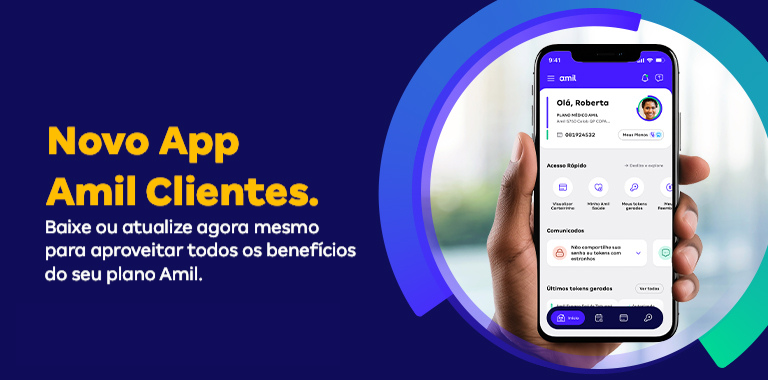 Novo App
Amil Clientes.
Baixe ou atualize agora mesmo
para aproveitar todos os benefícios
do seu plano Amil.
9:41
amil
Olá, Roberta
PLANO MÉDICO AMIL
081924532
Meus Planos
Acesso Rápido
Deslize e explore
Visualizar
Carteirinha
Minha Amil
Saúde
Meus tokens
gerados
Comunicados
Não compartilhe sua
senha ou tokens com
estranhos
Últimos tokens gerados
Ver todos
Início